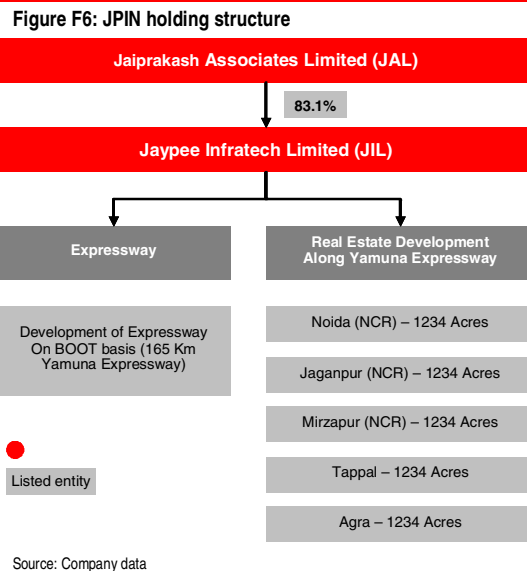 Figure F6: JPIN holding structure
Jaiprakash Associates Limited (JAL)
83.1%
Jaypee Infratech Limited (JIL)
Expressway
Real Estate Development
Along Yamuna Expressway
Development of Expressway
On BOOT basis (165 Km
Yamuna Expressway)
Noida (NCR) – 1234 Acres
Jaganpur (NCR) – 1234 Acres
Mirzapur (NCR) – 1234 Acres
Tappal – 1234 Acres
Agra – 1234 Acres
Listed entity
Source: Company data